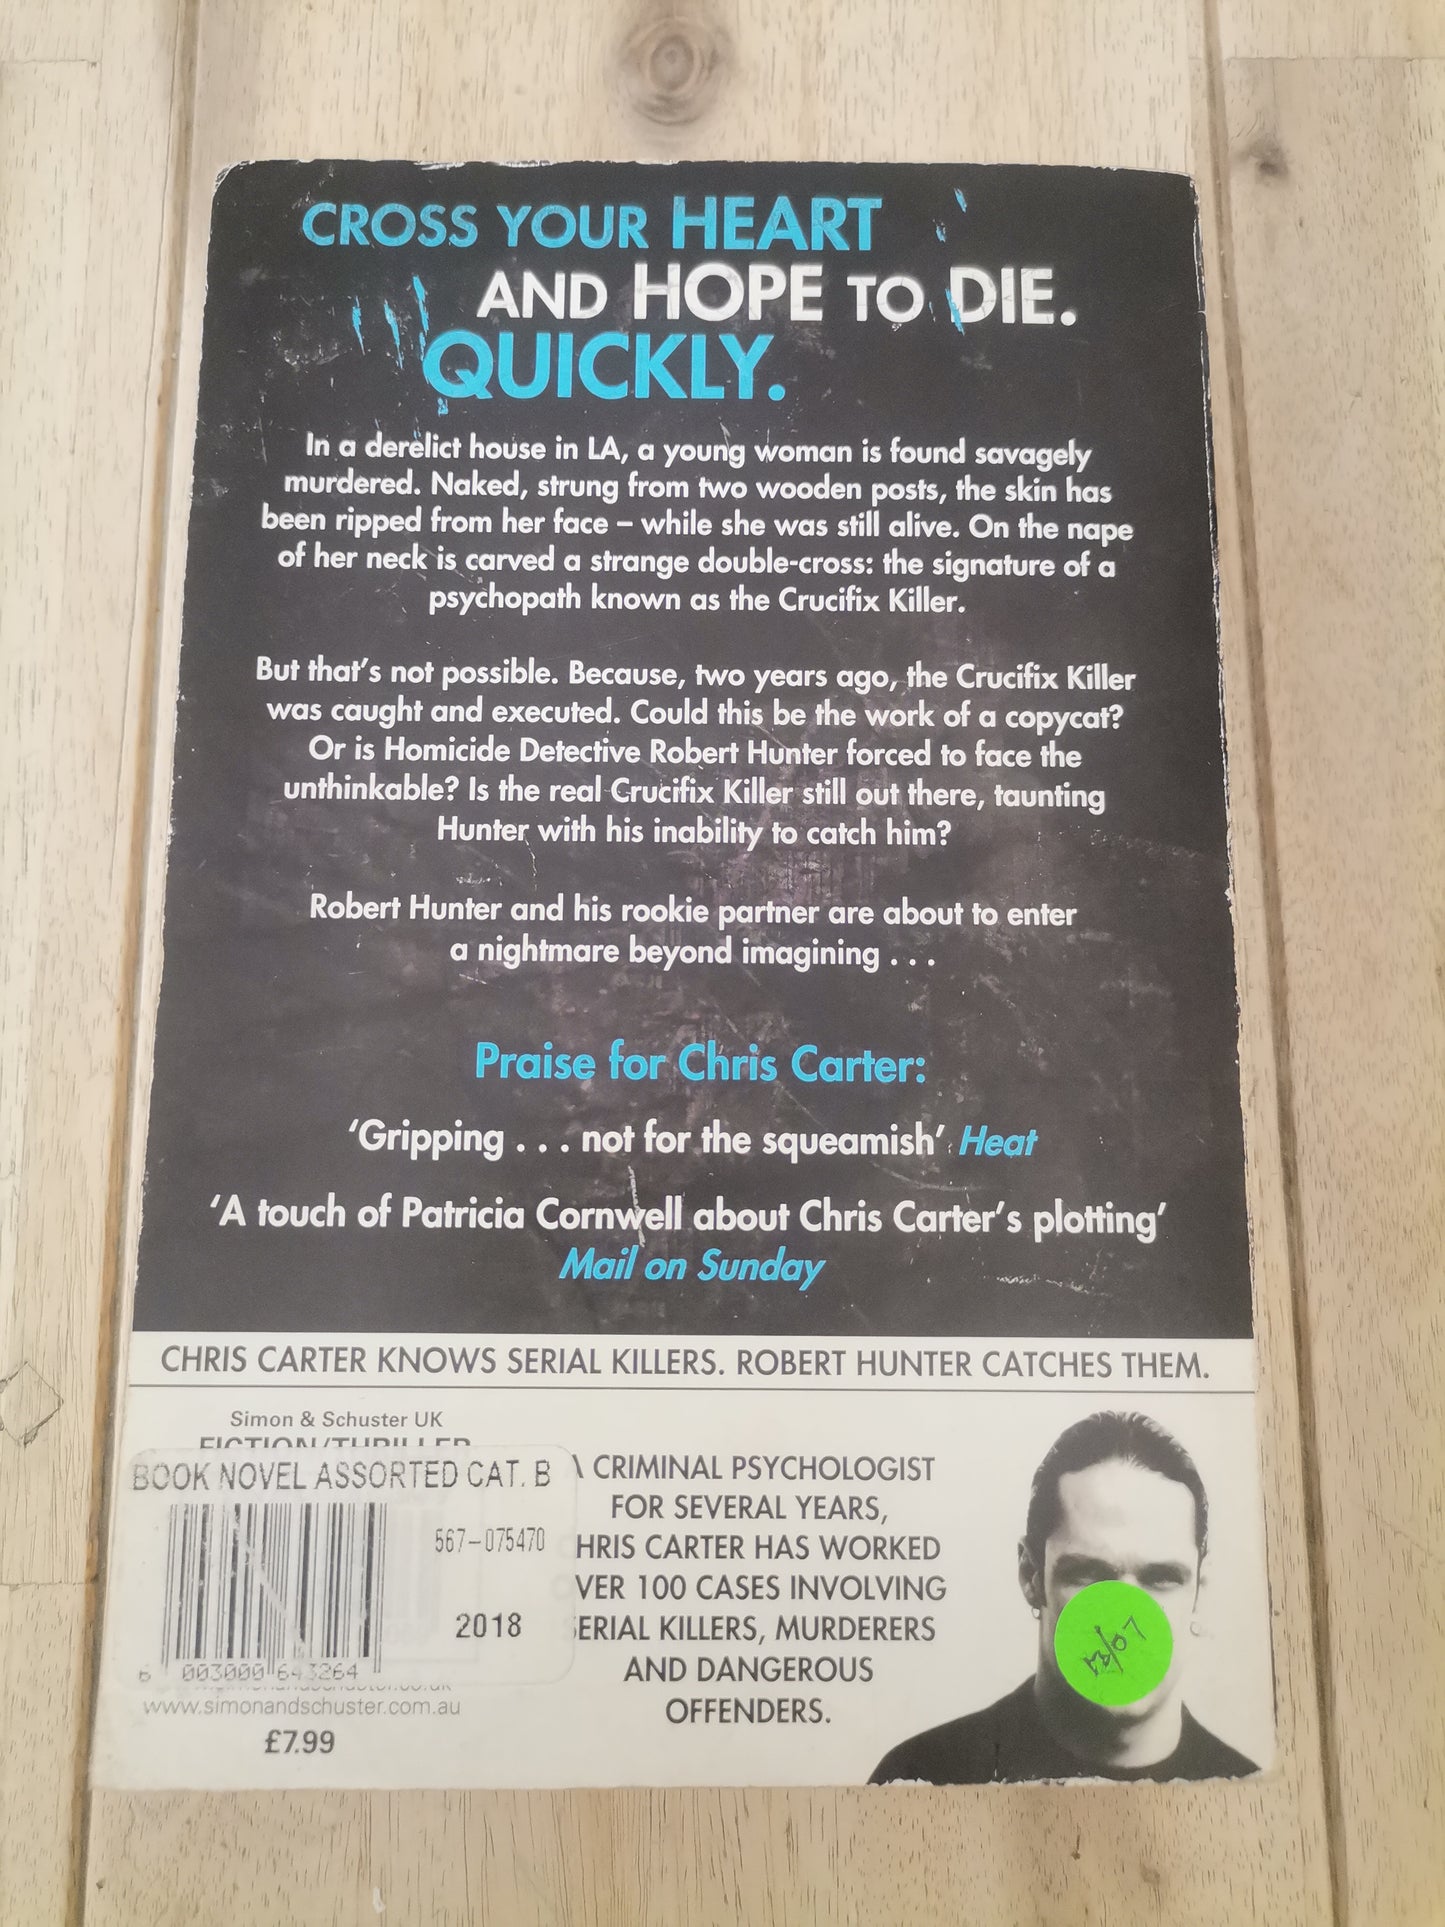 CROSS YOUR HEART
AND HOPE TO DIE.
QUICKLY.
In a derelict house in LA, a young woman is found savagely
murdered. Naked, strung from two wooden posts, the skin has
been ripped from her face – while she was still alive. On the nape
of her neck is carved a strange double-cross: the signature of a
psychopath known as the Crucifix Killer.
But that's not possible. Because, two years ago, the Crucifix Killer
was caught and executed. Could this be the work of a copycat?
Or is Homicide Detective Robert Hunter forced to face the
unthinkable? Is the real Crucifix Killer still out there, taunting
Hunter with his inability to catch him?
Robert Hunter and his rookie partner are about to enter
a nightmare beyond imagining . . .
Praise for Chris Carter:
'Gripping . . . not for the squeamish' Heat
'A touch of Patricia Cornwell about Chris Carter's plotting'
Mail on Sunday
CHRIS CARTER KNOWS SERIAL KILLERS. ROBERT HUNTER CATCHES THEM.
Simon & Schuster UK
FICTION/THRILLER
BOOK NOVEL ASSORTED CAT. B
567-075470
2018
6 003000 643264
www.simonandschuster.com.au
£7.99
A CRIMINAL PSYCHOLOGIST
FOR SEVERAL YEARS,
HRIS CARTER HAS WORKED
VER 100 CASES INVOLVING
SERIAL KILLERS, MURDERERS
AND DANGEROUS
OFFENDERS.